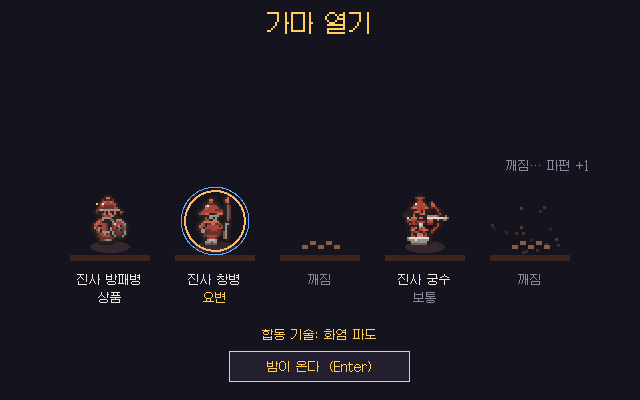 가마 열기
깨짐… 파편 +1
진사 방패병
상품
진사 창병
요변
깨짐
진사 궁수
보통
깨짐
합동 기술: 화염 파도
밤이 온다 (Enter)